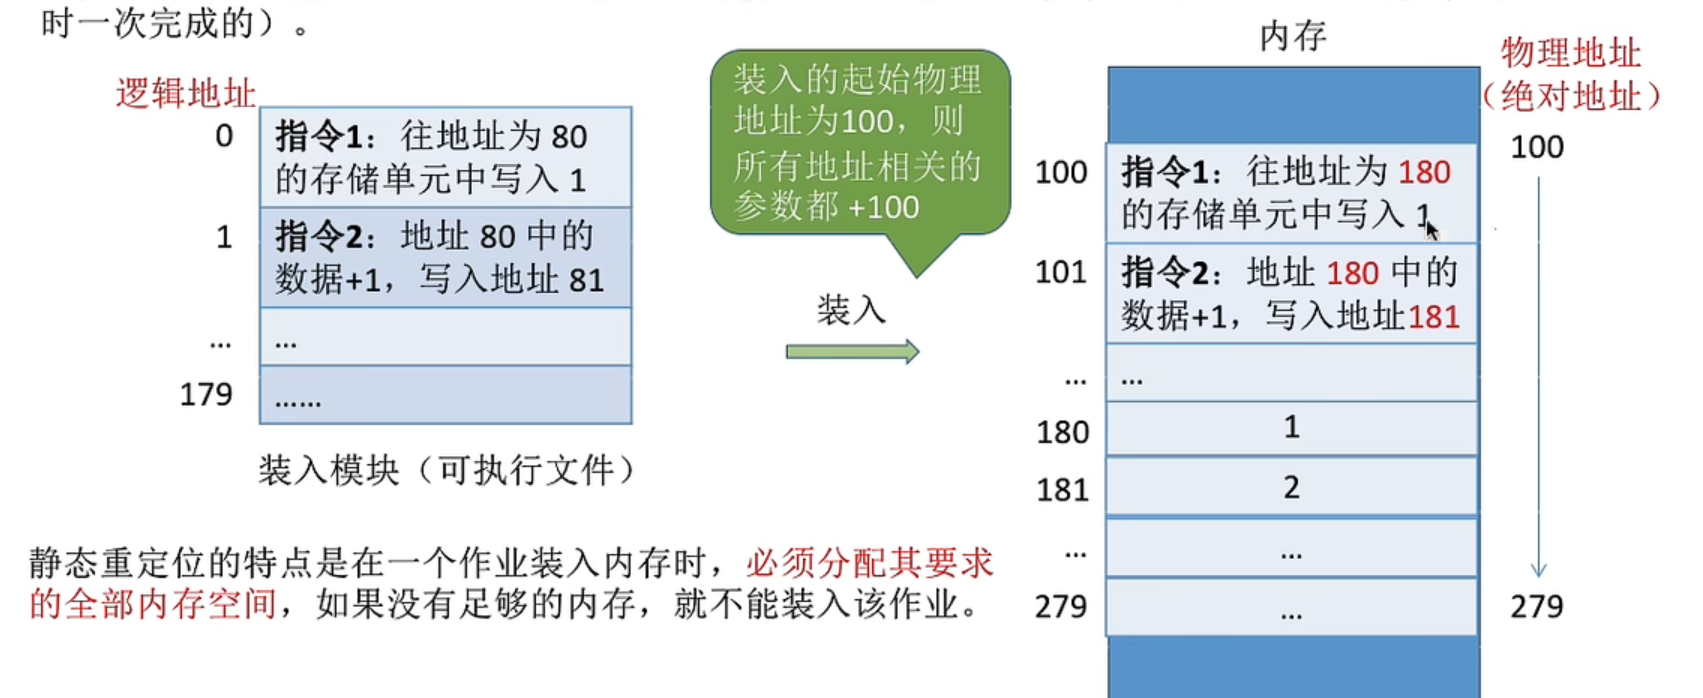 时一次完成的）。
逻辑地址
0
指令1：往地址为 80
的存储单元中写入 1
1
指令2：地址 80 中的
数据+1，写入地址 81
...
...
179
......
装入模块（可执行文件）
装入的起始物理
地址为100，则
所有地址相关的
参数都 +100
装入
内存
物理地址
（绝对地址）
100
100
指令1：往地址为 180
的存储单元中写入 1
101
指令2：地址 180 中的
数据+1，写入地址181
...
...
180
1
181
2
...
...
279
...
279
静态重定位的特点是在一个作业装入内存时，必须分配其要求
的全部内存空间，如果没有足够的内存，就不能装入该作业。